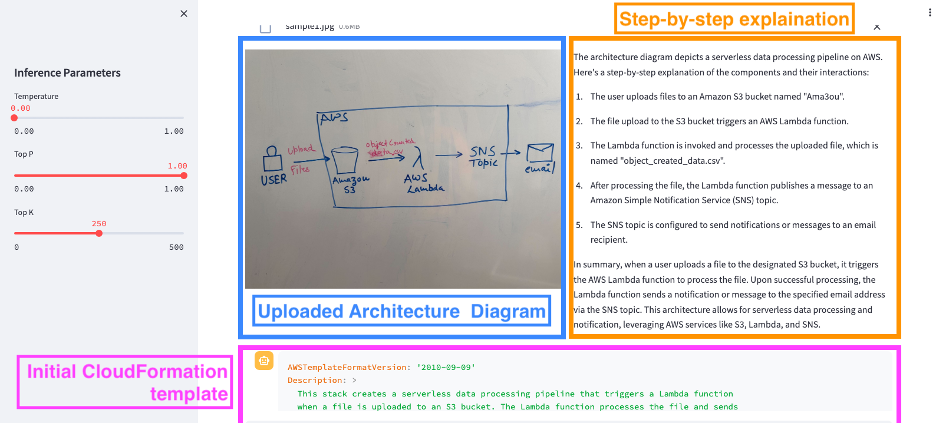 Step-by-step explaination
sample1.jpg 0.6MB
Inference Parameters
Temperature
0.00
0.00 1.00
Top P
1.00
0.00 1.00
Top K
250
0 500
AWS
Upload
Files
objectCreated
USER
Amazon
S3
AWS
Lambda
SNS
Topic
email
Uploaded Architecture Diagram
The architecture diagram depicts a serverless data processing pipeline on AWS.
Here's a step-by-step explanation of the components and their interactions:
1. The user uploads files to an Amazon S3 bucket named "Ama3ou".
2. The file upload to the S3 bucket triggers an AWS Lambda function.
3. The Lambda function is invoked and processes the uploaded file, which is
named "object_created_data.csv".
4. After processing the file, the Lambda function publishes a message to an
Amazon Simple Notification Service (SNS) topic.
5. The SNS topic is configured to send notifications or messages to an email
recipient.
In summary, when a user uploads a file to the designated S3 bucket, it triggers
the AWS Lambda function to process the file. Upon successful processing, the
Lambda function sends a notification or message to the specified email address
via the SNS topic. This architecture allows for serverless data processing and
notification, leveraging AWS services like S3, Lambda, and SNS.
Initial CloudFormation
template
AWSTemplateFormatVersion: '2010-09-09'
Description: >
This stack creates a serverless data processing pipeline that triggers a Lambda function
when a file is uploaded to an S3 bucket. The Lambda function processes the file and sends